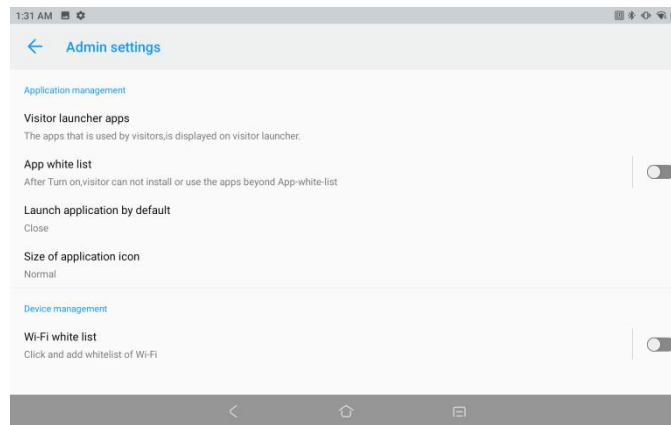 1:31 AM
Admin settings
Application management
Visitor launcher apps
The apps that is used by visitors,is displayed on visitor launcher.
App white list
After Turn on,visitor can not install or use the apps beyond App-white-list
Launch application by default
Close
Size of application icon
Normal
Device management
Wi-Fi white list
Click and add whitelist of Wi-Fi